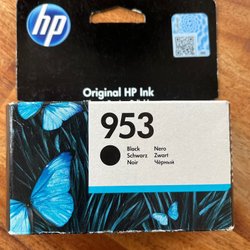 hp
Original HP Ink
953
Black Nero
Schwarz Zwart
Noir Чёрный